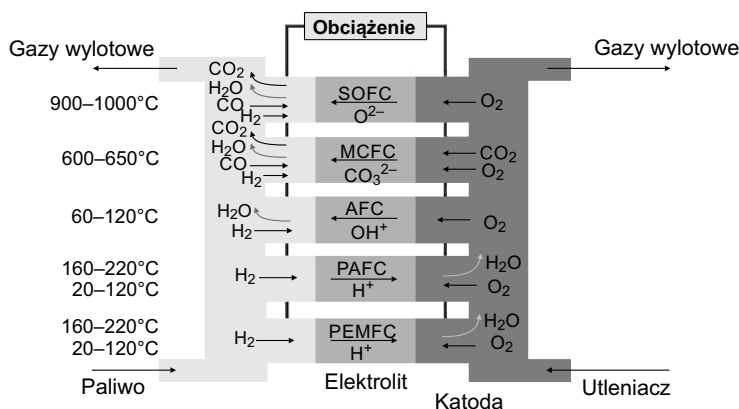 Obciążenie
Gazy wylotowe
Gazy wylotowe
900–1000°C
CO₂
H₂O
CO
H₂
SOFC
O²⁻
O₂
600–650°C
CO₂
H₂O
CO
H₂
MCFC
CO₃²⁻
CO₂
O₂
60–120°C
H₂O
H₂
AFC
OH⁺
O₂
160–220°C
20–120°C
H₂
PAFC
H⁺
H₂O
O₂
160–220°C
20–120°C
H₂
PEMFC
H⁺
H₂O
O₂
Paliwo
Elektrolit
Katoda
Utleniacz